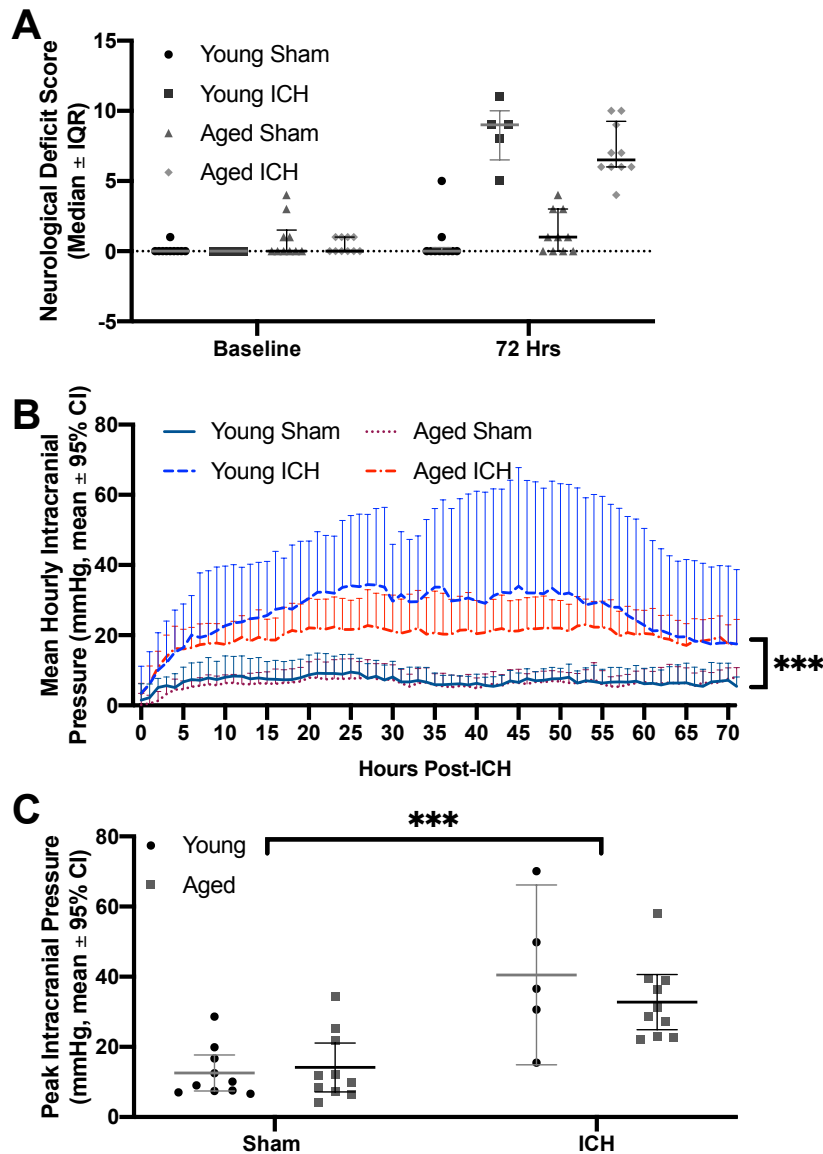 A
Neurological Deficit Score
(Median ± IQR)
15
10
5
0
-5
Young Sham
Young ICH
Aged Sham
Aged ICH
Baseline
72 Hrs
B
Mean Hourly Intracranial
Pressure (mmHg, mean ± 95% CI)
80
60
40
20
0
Young Sham
Aged Sham
Young ICH
Aged ICH
***
0 5 10 15 20 25 30 35 40 45 50 55 60 65 70
Hours Post-ICH
C
Peak Intracranial Pressure
(mmHg, mean ± 95% CI)
80
60
40
20
0
Young
Aged
***
Sham
ICH